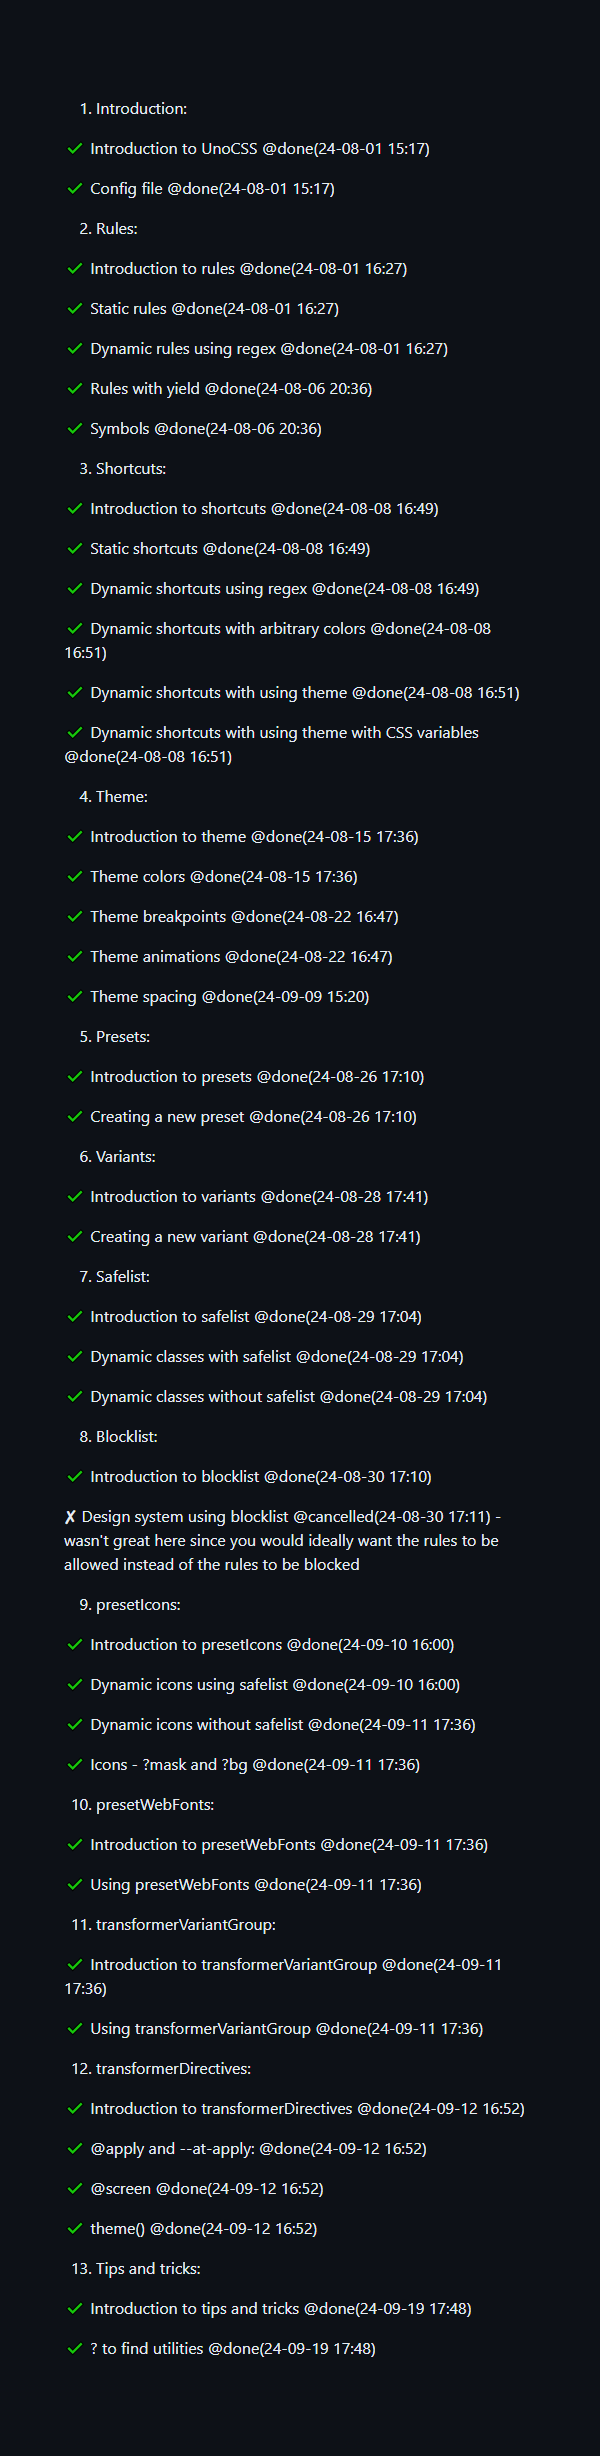 1. Introduction:
✓ Introduction to UnoCSS @done(24-08-01 15:17)
✓ Config file @done(24-08-01 15:17)
2. Rules:
✓ Introduction to rules @done(24-08-01 16:27)
✓ Static rules @done(24-08-01 16:27)
✓ Dynamic rules using regex @done(24-08-01 16:27)
✓ Rules with yield @done(24-08-06 20:36)
✓ Symbols @done(24-08-06 20:36)
3. Shortcuts:
✓ Introduction to shortcuts @done(24-08-08 16:49)
✓ Static shortcuts @done(24-08-08 16:49)
✓ Dynamic shortcuts using regex @done(24-08-08 16:49)
✓ Dynamic shortcuts with arbitrary colors @done(24-08-08
16:51)
✓ Dynamic shortcuts with using theme @done(24-08-08 16:51)
✓ Dynamic shortcuts with using theme with CSS variables
@done(24-08-08 16:51)
4. Theme:
✓ Introduction to theme @done(24-08-15 17:36)
✓ Theme colors @done(24-08-15 17:36)
✓ Theme breakpoints @done(24-08-22 16:47)
✓ Theme animations @done(24-08-22 16:47)
✓ Theme spacing @done(24-09-09 15:20)
5. Presets:
✓ Introduction to presets @done(24-08-26 17:10)
✓ Creating a new preset @done(24-08-26 17:10)
6. Variants:
✓ Introduction to variants @done(24-08-28 17:41)
✓ Creating a new variant @done(24-08-28 17:41)
7. Safelist:
✓ Introduction to safelist @done(24-08-29 17:04)
✓ Dynamic classes with safelist @done(24-08-29 17:04)
✓ Dynamic classes without safelist @done(24-08-29 17:04)
8. Blocklist:
✓ Introduction to blocklist @done(24-08-30 17:10)
✘ Design system using blocklist @cancelled(24-08-30 17:11) -
wasn't great here since you would ideally want the rules to be
allowed instead of the rules to be blocked
9. presetIcons:
✓ Introduction to presetIcons @done(24-09-10 16:00)
✓ Dynamic icons using safelist @done(24-09-10 16:00)
✓ Dynamic icons without safelist @done(24-09-11 17:36)
✓ Icons - ?mask and ?bg @done(24-09-11 17:36)
10. presetWebFonts:
✓ Introduction to presetWebFonts @done(24-09-11 17:36)
✓ Using presetWebFonts @done(24-09-11 17:36)
11. transformerVariantGroup:
✓ Introduction to transformerVariantGroup @done(24-09-11
17:36)
✓ Using transformerVariantGroup @done(24-09-11 17:36)
12. transformerDirectives:
✓ Introduction to transformerDirectives @done(24-09-12 16:52)
✓ @apply and --at-apply: @done(24-09-12 16:52)
✓ @screen @done(24-09-12 16:52)
✓ theme() @done(24-09-12 16:52)
13. Tips and tricks:
✓ Introduction to tips and tricks @done(24-09-19 17:48)
✓ ? to find utilities @done(24-09-19 17:48)